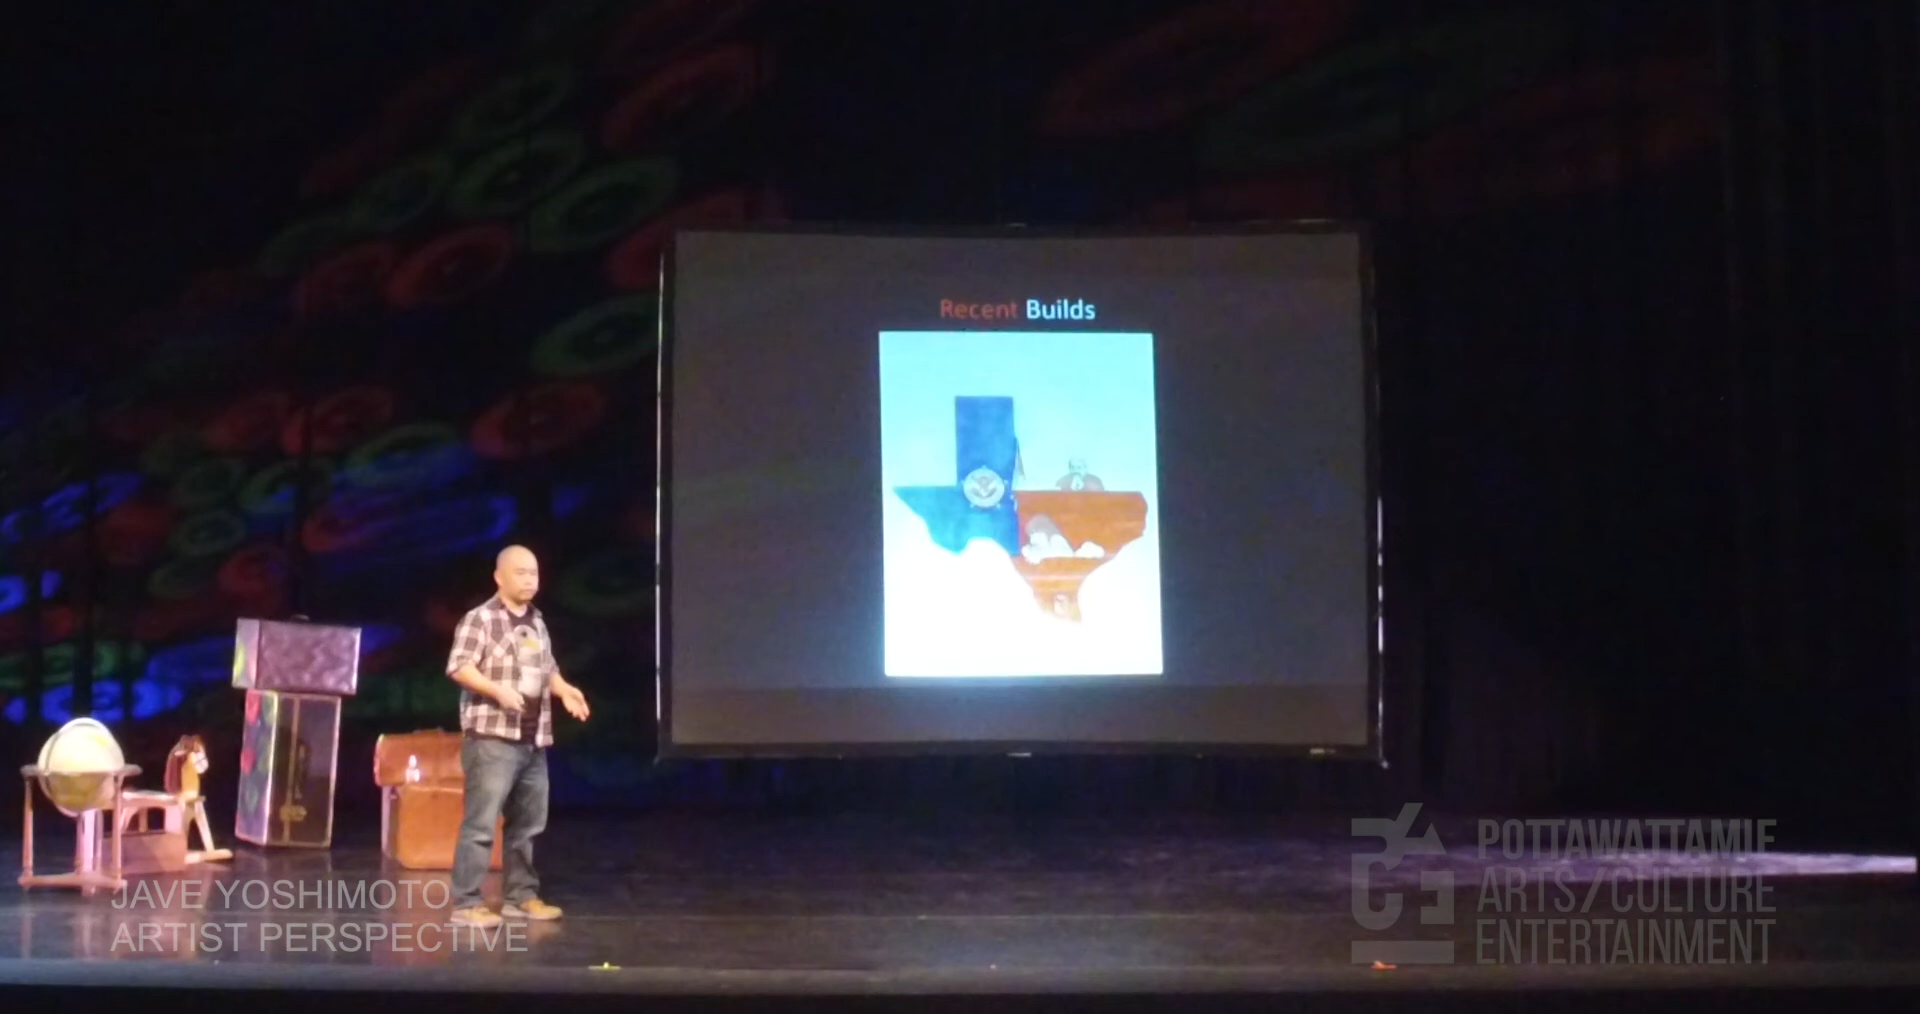 Recent Builds
JAVE YOSHIMOTO
ARTIST PERSPECTIVE
POTTAWATTAMIE
ARTS/CULTURE
ENTERTAINMENT